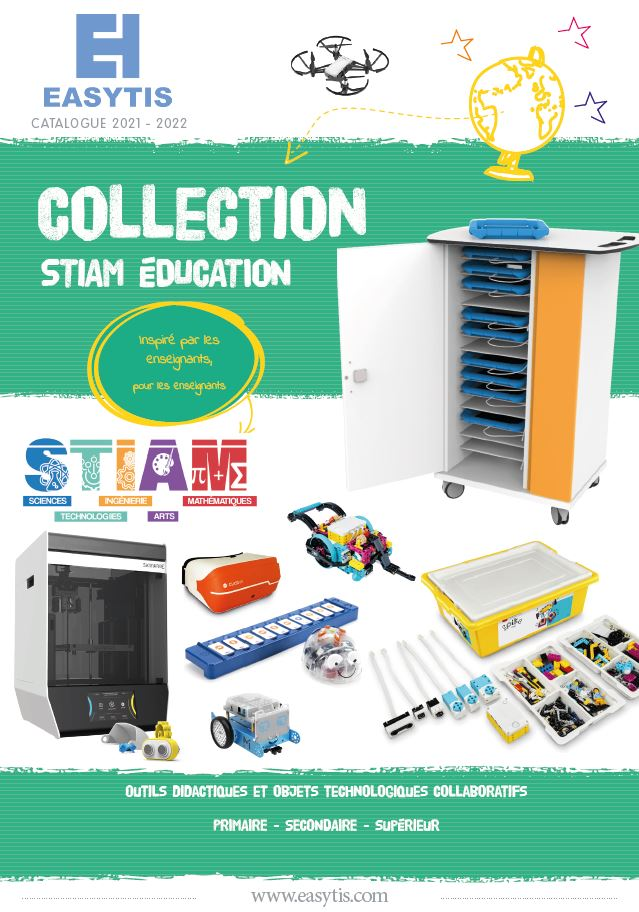 EASYTIS
CATALOGUE 2021 - 2022
COLLECTION
STIAM ÉDUCATION
Inspiré par les
enseignants,
pour les enseignants
STIAM
SCIENCES
INGÉNIERIE
MATHÉMATIQUES
TECHNOLOGIES
ARTS
OUTILS DIDACTIQUES ET OBJETS TECHNOLOGIQUES COLLABORATIFS
PRIMAIRE - SECONDAIRE - SUPÉRIEUR
www.easytis.com